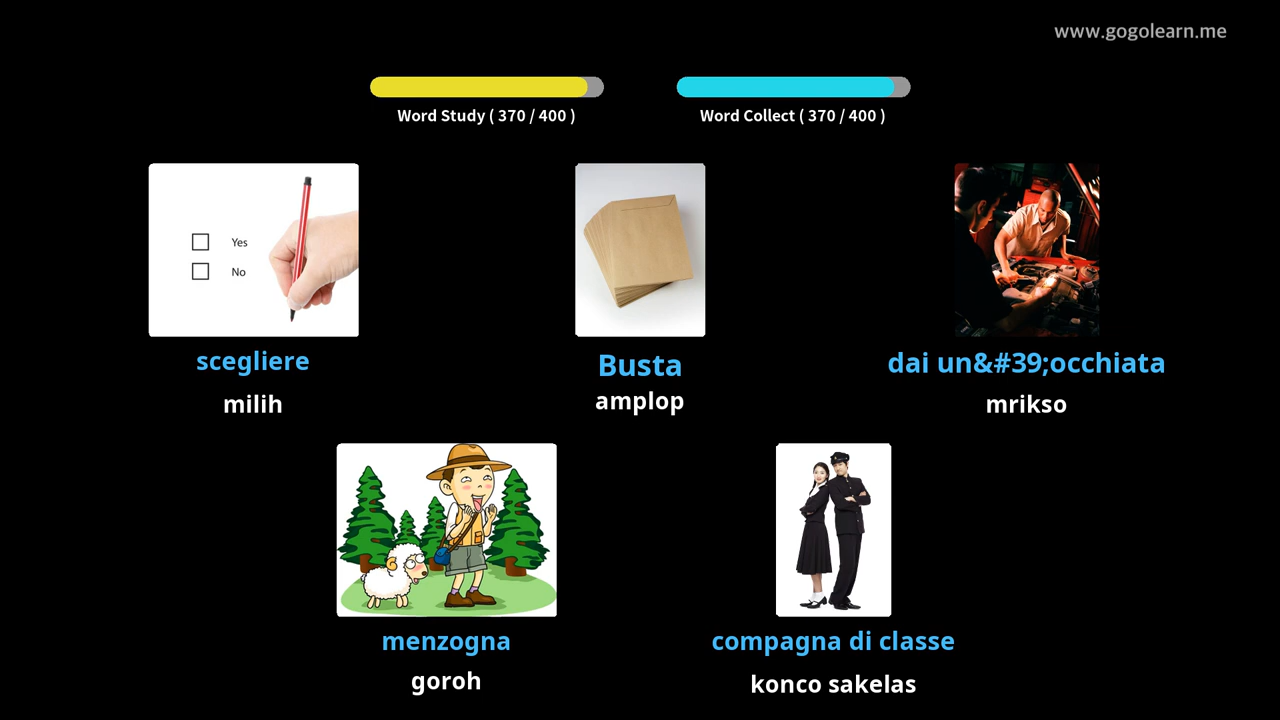 www.gogolearn.me
Word Study ( 370 / 400 )
Word Collect ( 370 / 400 )
Yes
No
scegliere
milih
Busta
amplop
dai un&#39;occhiata
mrikso
menzogna
goroh
compagna di classe
konco sakelas